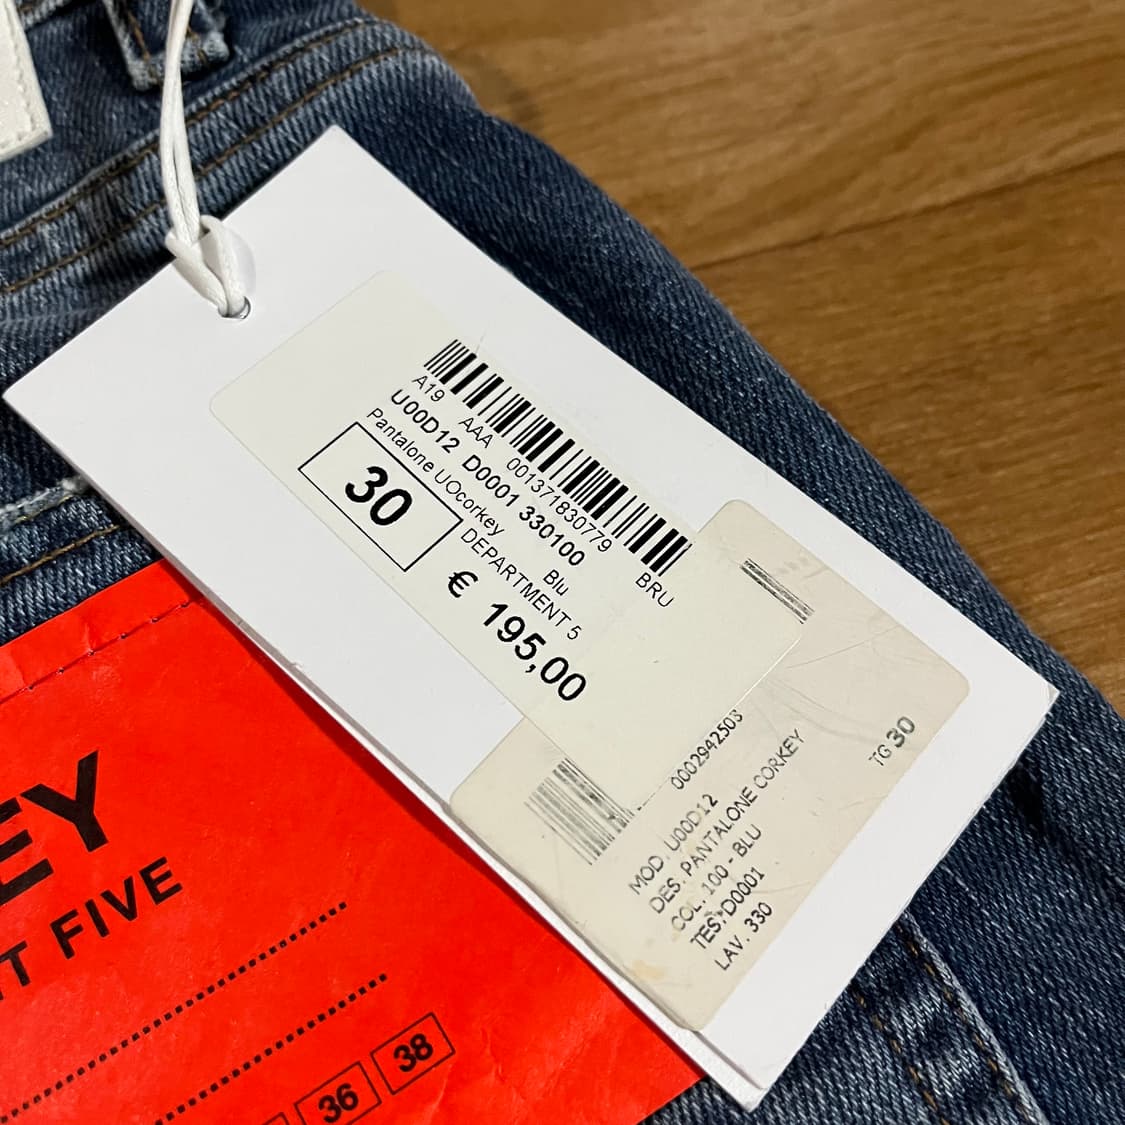 A19 AAA 001371830779 BRU
U00D12 D0001 330100
Pantalone UOcorkey Blu
30
DEPARTMENT 5
€ 195,00
0002942503
MOD. U00D12
DES. PANTALONE CORKEY
COL. 100 - BLU
TES. D0001
LAV. 330
TG 30
EY
T FIVE
36 38